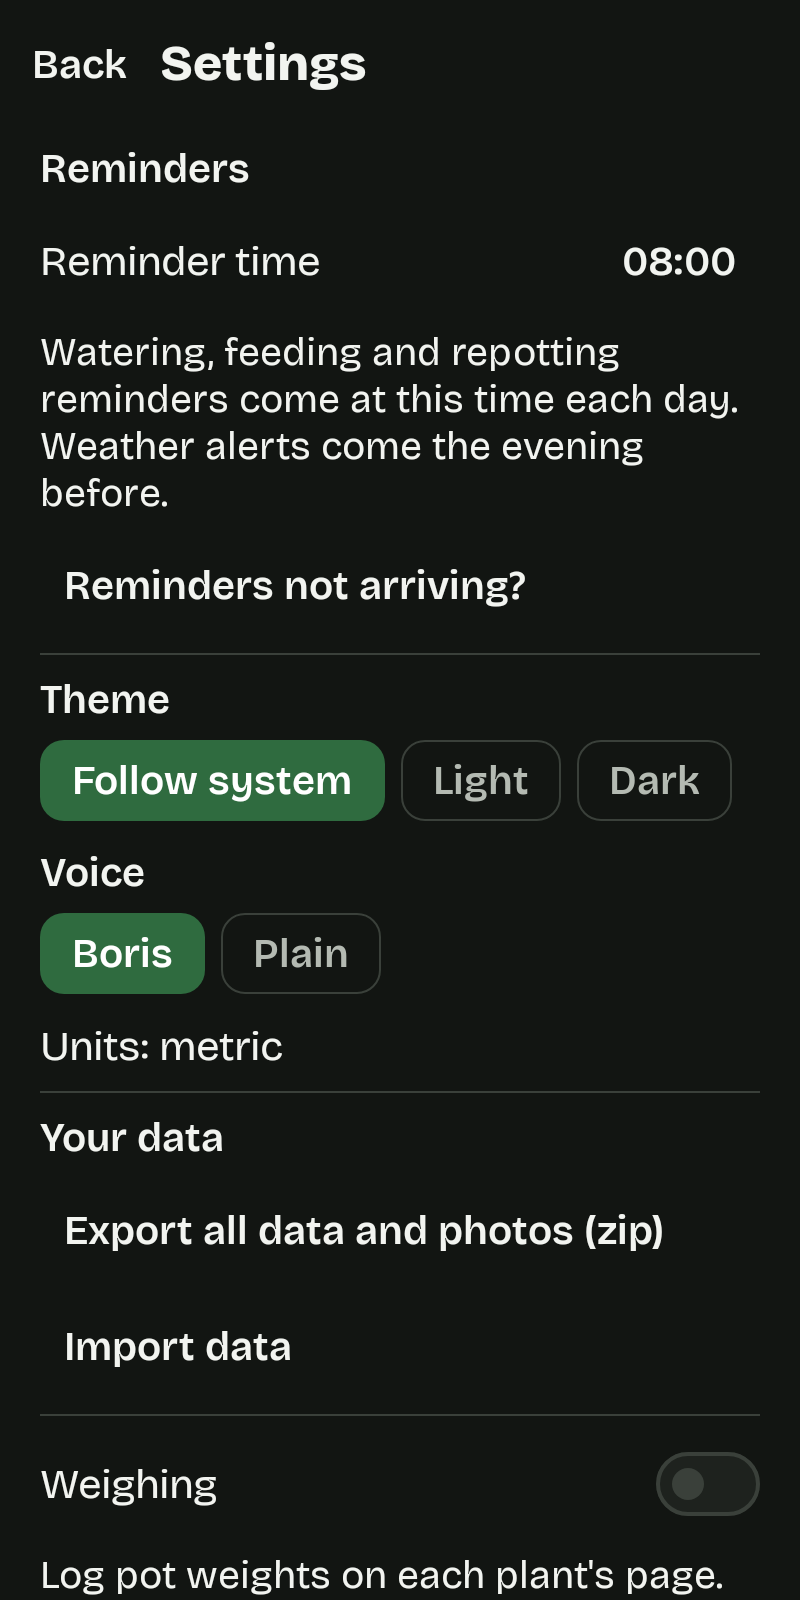 Back Settings
Reminders
Reminder time 08:00
Watering, feeding and repotting
reminders come at this time each day.
Weather alerts come the evening
before.
Reminders not arriving?
Theme
Follow system Light Dark
Voice
Boris Plain
Units: metric
Your data
Export all data and photos (zip)
Import data
Weighing
Log pot weights on each plant's page.